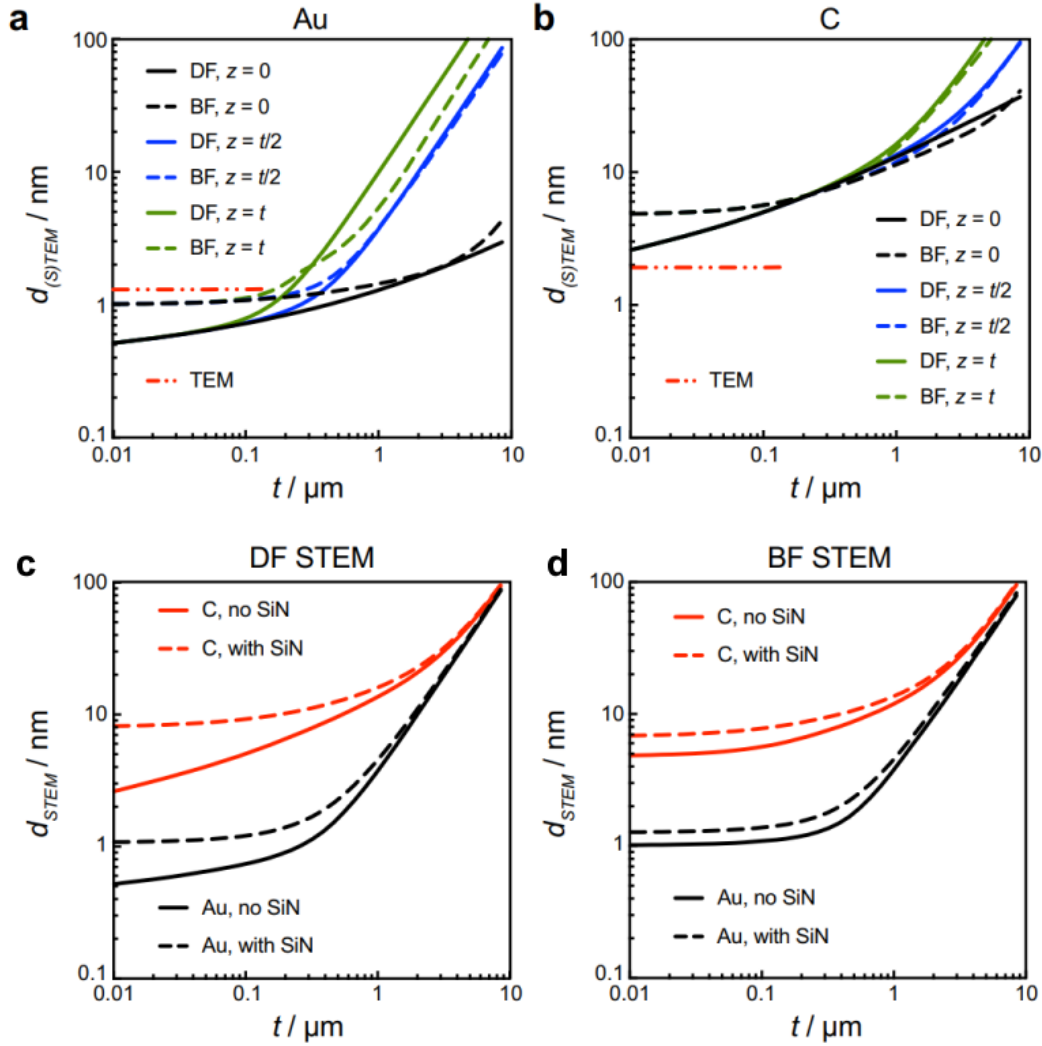 a
Au
100
10
1
0.1
d(S)TEM / nm
DF, z = 0
BF, z = 0
DF, z = t/2
BF, z = t/2
DF, z = t
BF, z = t
TEM
0.01
0.1
1
10
t / μm
b
C
100
10
1
0.1
d(S)TEM / nm
DF, z = 0
BF, z = 0
DF, z = t/2
BF, z = t/2
DF, z = t
BF, z = t
TEM
0.01
0.1
1
10
t / μm
c
DF STEM
100
10
1
0.1
dSTEM / nm
C, no SiN
C, with SiN
Au, no SiN
Au, with SiN
0.01
0.1
1
10
t / μm
d
BF STEM
100
10
1
0.1
dSTEM / nm
C, no SiN
C, with SiN
Au, no SiN
Au, with SiN
0.01
0.1
1
10
t / μm